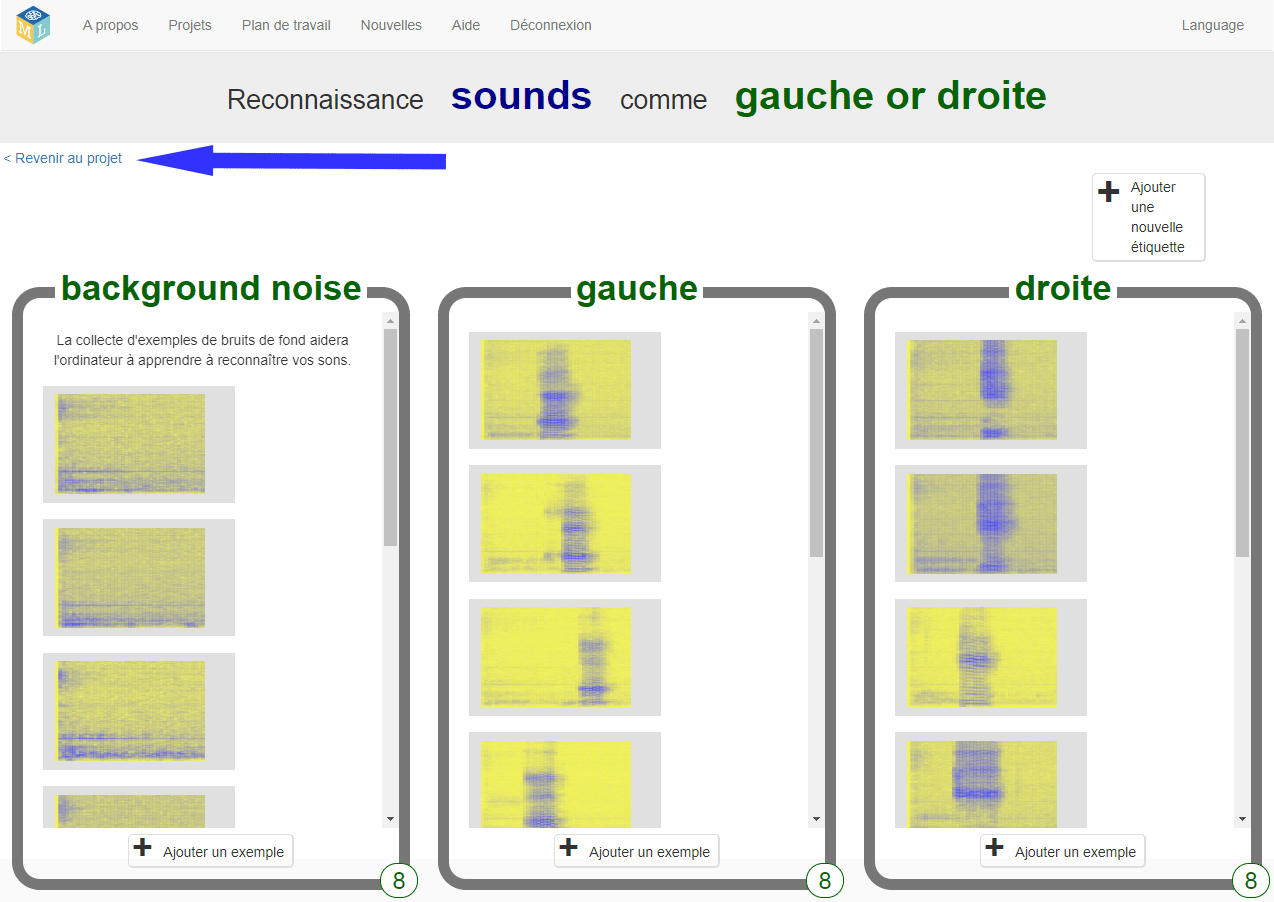 M L
A propos Projets Plan de travail Nouvelles Aide Déconnexion Language
Reconnaissance sounds comme gauche or droite
< Revenir au projet
Ajouter
une
nouvelle
étiquette
background noise
La collecte d'exemples de bruits de fond aidera
l'ordinateur à apprendre à reconnaître vos sons.
Ajouter un exemple
8
gauche
Ajouter un exemple
8
droite
Ajouter un exemple
8